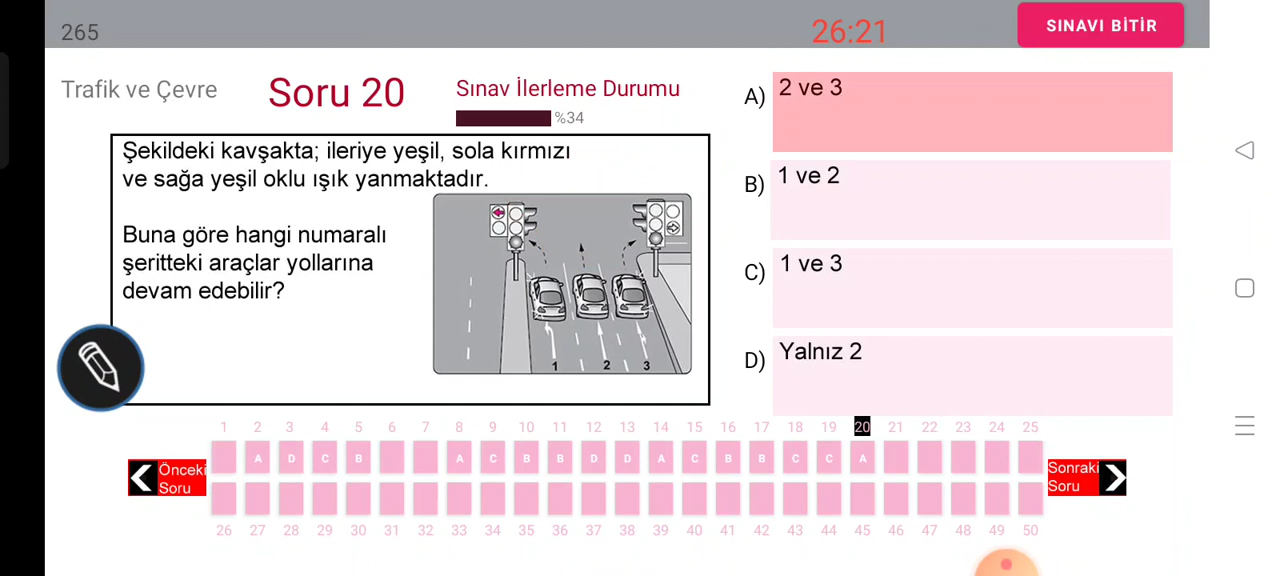 265
26:21
SINAVI BİTİR
Trafik ve Çevre
Soru 20
Sınav İlerleme Durumu
%34
Şekildeki kavşakta; ileriye yeşil, sola kırmızı
ve sağa yeşil oklu ışık yanmaktadır.
Buna göre hangi numaralı
şeritteki araçlar yollarına
devam edebilir?
1 2 3
A) 2 ve 3
B) 1 ve 2
C) 1 ve 3
D) Yalnız 2
1 2 3 4 5 6 7 8 9 10 11 12 13 14 15 16 17 18 19 20 21 22 23 24 25
A D C B A C B B D D A C B B C C A
Önceki
Soru
Sonraki
Soru
26 27 28 29 30 31 32 33 34 35 36 37 38 39 40 41 42 43 44 45 46 47 48 49 50